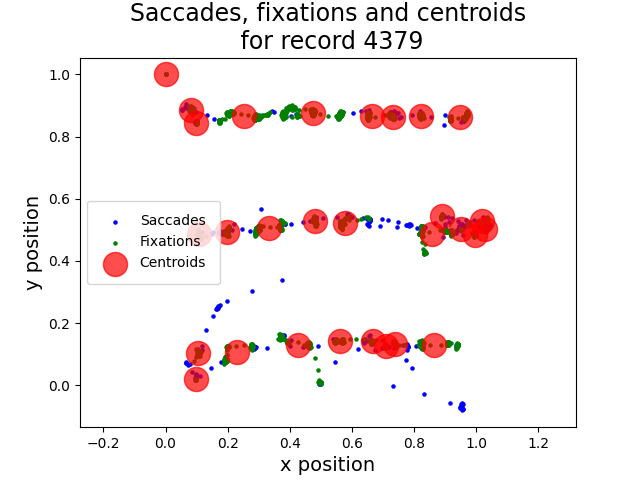 Saccades, fixations and centroids
for record 4379
1.0
0.8
0.6
0.4
0.2
0.0
y position
Saccades
Fixations
Centroids
−0.2
0.0
0.2
0.4
0.6
0.8
1.0
1.2
x position